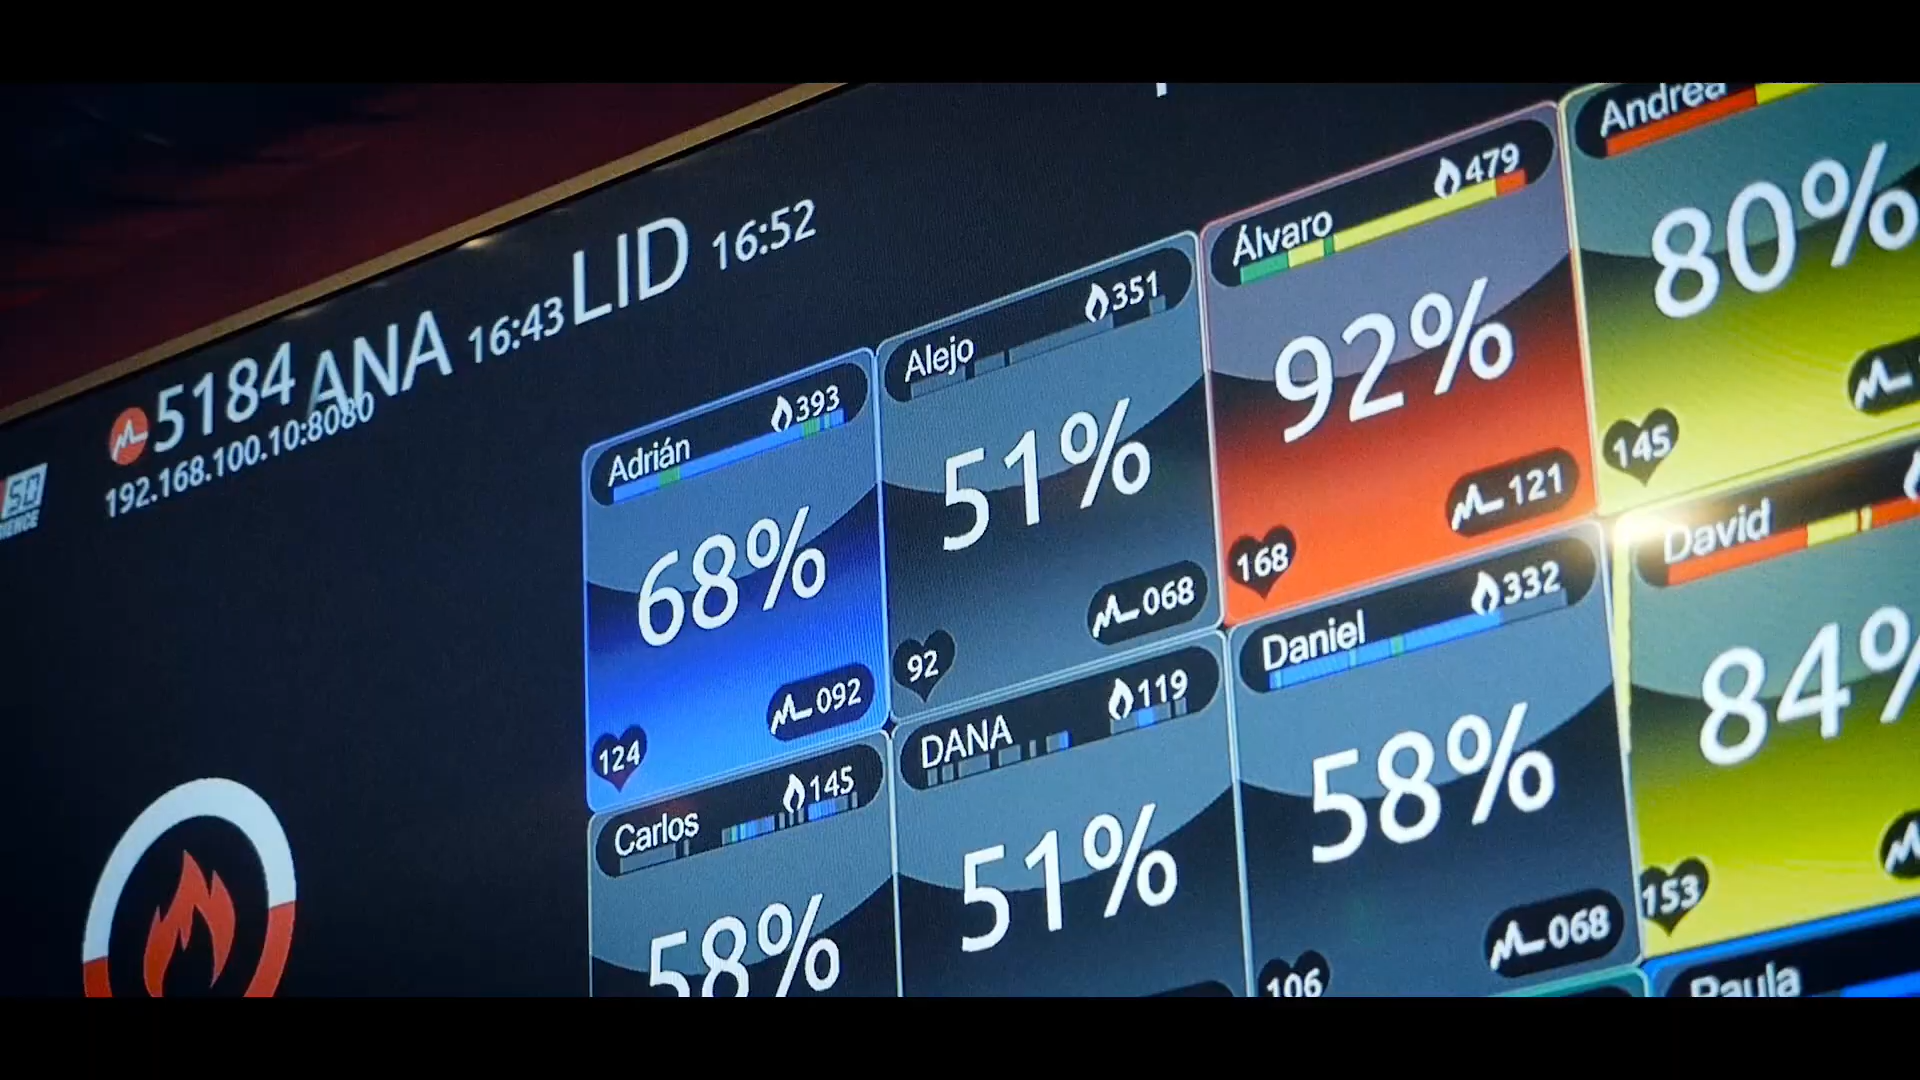 5184 ANA 16:43 LID 16:52
192.168.100.10:8080
Adrián 393
68%
124 092
Alejo 351
51%
92 068
Álvaro 479
92%
168 121
Andrea
80%
145
Carlos 145
58%
DANA 119
51%
Daniel 332
58%
106 068
David
84%
153
Paula